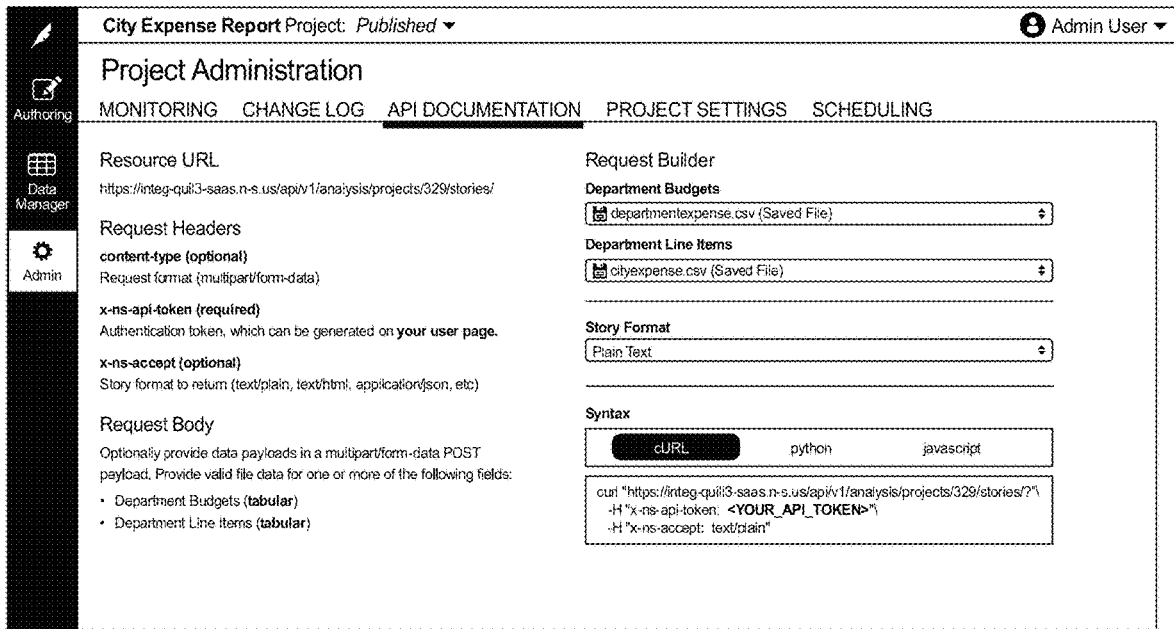 City Expense Report Project: Published
Admin User
Authoring
Data
Manager
Admin
Project Administration
MONITORING CHANGE LOG API DOCUMENTATION PROJECT SETTINGS SCHEDULING
Resource URL
https://integ-quill3-saas.n-s.us/api/v1/analysis/projects/329/stories/
Request Headers
content-type (optional)
Request format (multipart/form-data)
x-ns-api-token (required)
Authentication token, which can be generated on your user page.
x-ns-accept (optional)
Story format to return (text/plain, text/html, application/json, etc)
Request Body
Optionally provide data payloads in a multipart/form-data POST
payload. Provide valid file data for one or more of the following fields:
• Department Budgets (tabular)
• Department Line Items (tabular)
Request Builder
Department Budgets
departmentexpense.csv (Saved File)
Department Line Items
cityexpense.csv (Saved File)
Story Format
Plain Text
Syntax
cURL python javascript
curl "https://integ-quill3-saas.n-s.us/api/v1/analysis/projects/329/stories/?"\
-H "x-ns-api-token: <YOUR_API_TOKEN>"\
-H "x-ns-accept: text/plain"